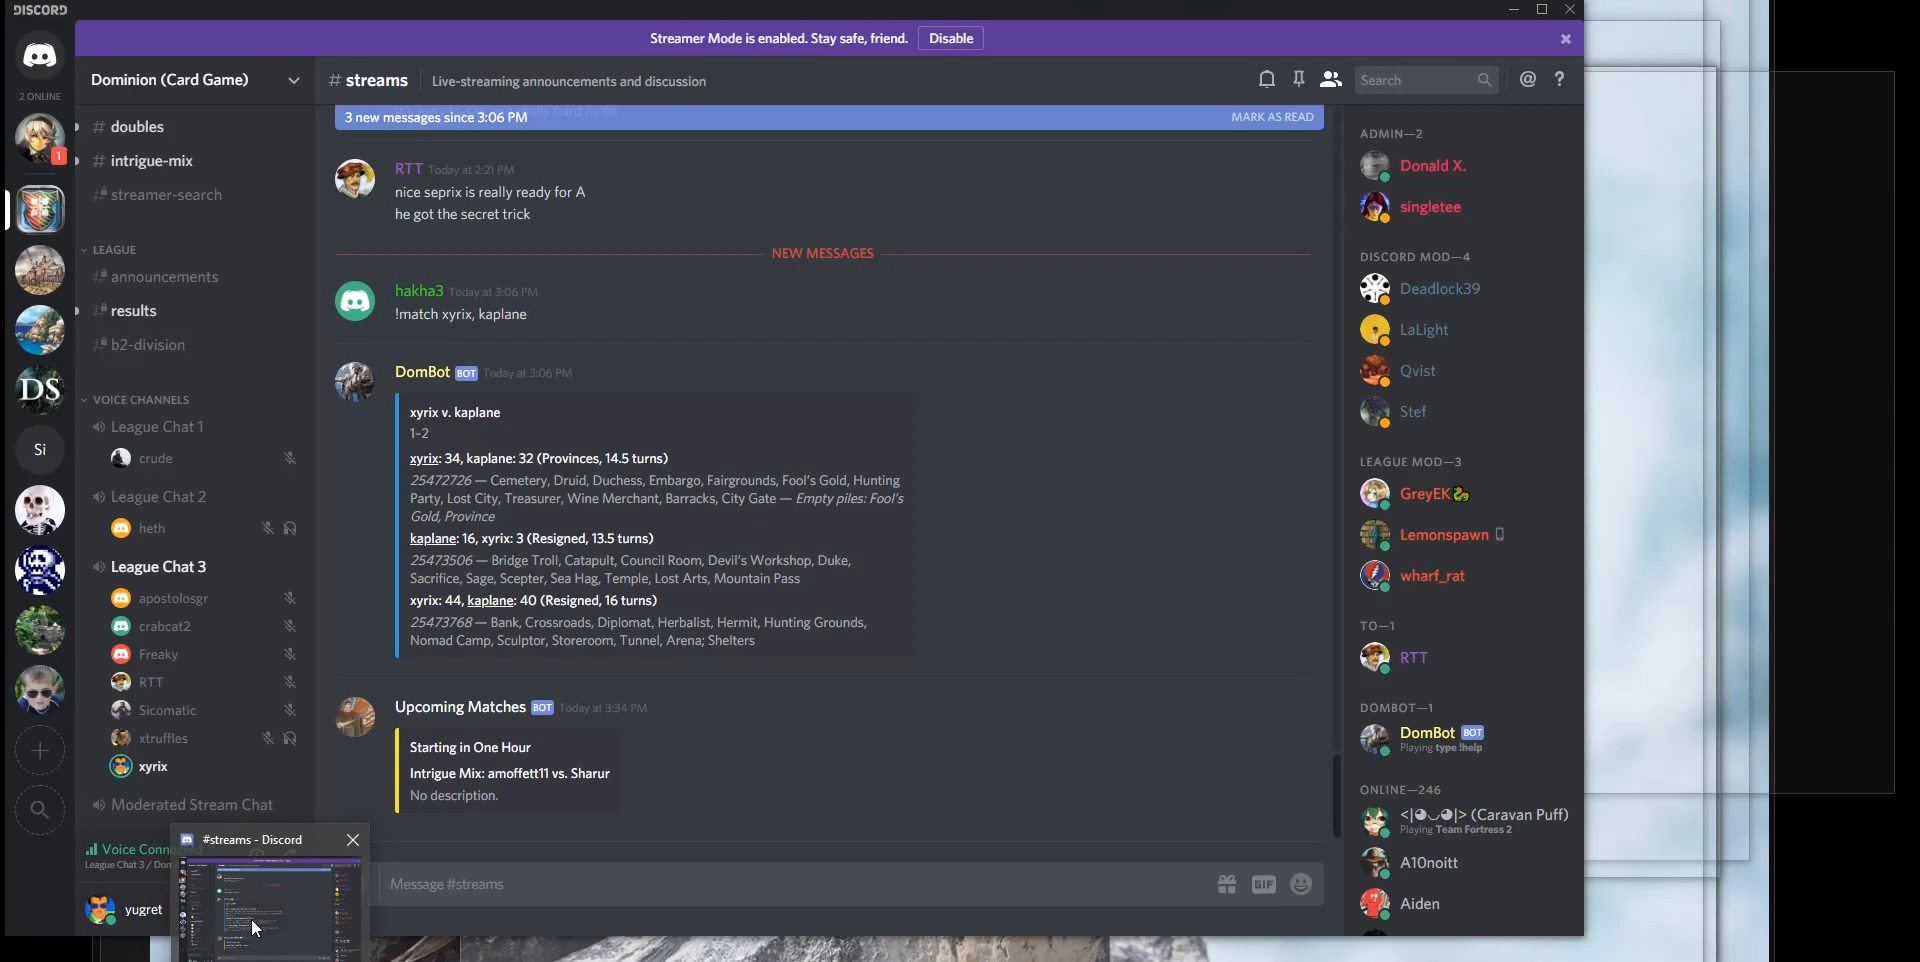 DISCORD
Streamer Mode is enabled. Stay safe, friend.
Disable
2 ONLINE
1
DS
Si
Dominion (Card Game)
doubles
intrigue-mix
streamer-search
LEAGUE
announcements
results
b2-division
VOICE CHANNELS
League Chat 1
crude
League Chat 2
heth
League Chat 3
apostolosgr
crabcat2
Freaky
RTT
Sicomatic
xtruffles
xyrix
Moderated Stream Chat
Voice
League Chat 3 /
yugret
#streams - Discord
# streams
Live-streaming announcements and discussion
Search
@ ?
3 new messages since 3:06 PM
MARK AS READ
RTT Today at 2:21 PM
nice seprix is really ready for A
he got the secret trick
NEW MESSAGES
hakha3 Today at 3:06 PM
!match xyrix, kaplane
DomBot BOT Today at 3:06 PM
xyrix v. kaplane
1–2
xyrix: 34, kaplane: 32 (Provinces, 14.5 turns)
25472726 — Cemetery, Druid, Duchess, Embargo, Fairgrounds, Fool's Gold, Hunting
Party, Lost City, Treasurer, Wine Merchant, Barracks, City Gate — Empty piles: Fool's
Gold, Province
kaplane: 16, xyrix: 3 (Resigned, 13.5 turns)
25473506 — Bridge Troll, Catapult, Council Room, Devil's Workshop, Duke,
Sacrifice, Sage, Scepter, Sea Hag, Temple, Lost Arts, Mountain Pass
xyrix: 44, kaplane: 40 (Resigned, 16 turns)
25473768 — Bank, Crossroads, Diplomat, Herbalist, Hermit, Hunting Grounds,
Nomad Camp, Sculptor, Storeroom, Tunnel, Arena; Shelters
Upcoming Matches BOT Today at 3:34 PM
Starting in One Hour
Intrigue Mix: amoffett11 vs. Sharur
No description.
Message #streams
GIF
ADMIN—2
Donald X.
singletee
DISCORD MOD—4
Deadlock39
LaLight
Qvist
Stef
LEAGUE MOD—3
GreyEK🐍
Lemonspawn
wharf_rat
TO—1
RTT
DOMBOT—1
DomBot BOT
Playing type !help
ONLINE—246
<|◕◡◕|> (Caravan Puff)
Playing Team Fortress 2
A10noitt
Aiden